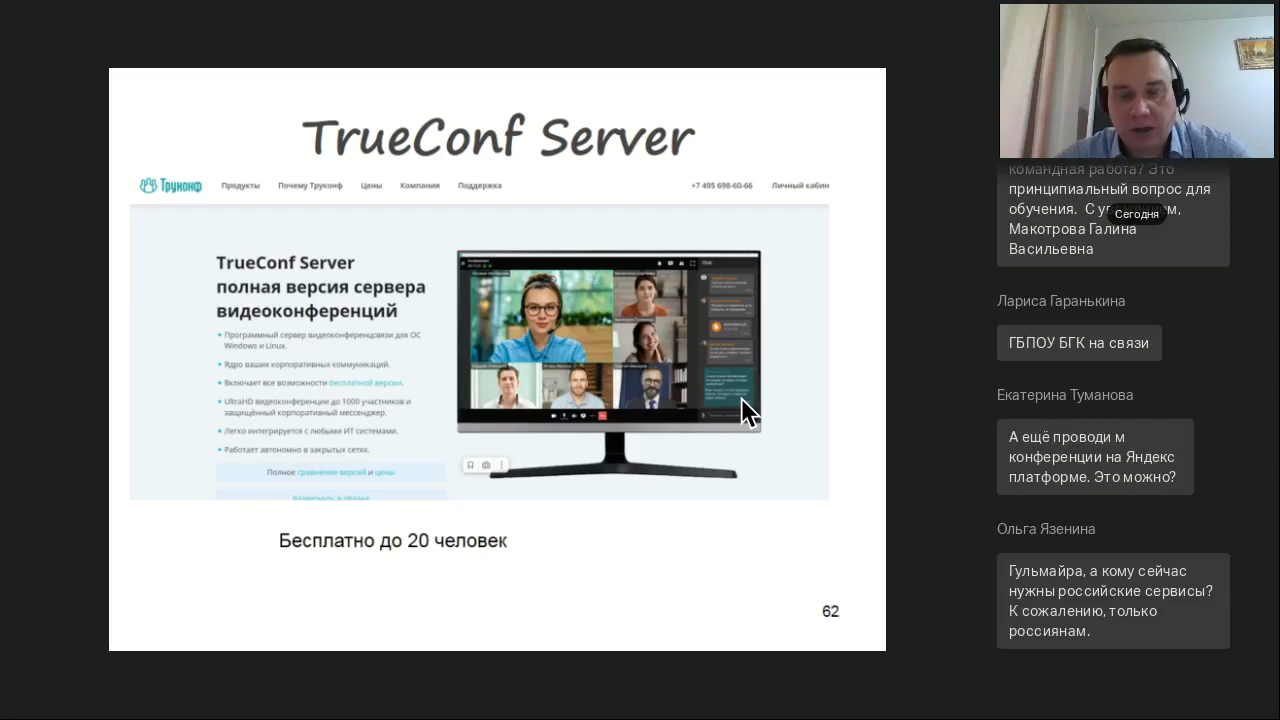 TrueConf Server
Труконф
Продукты
Почему Труконф
Цены
Компания
Поддержка
+7 495 698-60-66
Личный кабин
TrueConf Server
полная версия сервера
видеоконференций
Программный сервер видеоконференцсвязи для ОС
Windows и Linux.
Ядро ваших корпоративных коммуникаций.
Включает все возможности бесплатной версии.
UltraHD видеоконференции до 1000 участников и
защищённый корпоративный мессенджер.
Легко интегрируется с любыми ИТ системами.
Работает автономно в закрытых сетях.
Полное сравнение версий и цены
Развернуть в облаке
Бесплатно до 20 человек
62
командная работа? Это
принципиальный вопрос для
обучения. С м,
Сегодня
Макотрова Галина
Васильевна
Лариса Гаранькина
ГБПОУ БГК на связи
Екатерина Туманова
А ещё проводи м
конференции на Яндекс
платформе. Это можно?
Ольга Язенина
Гульмайра, а кому сейчас
нужны российские сервисы?
К сожалению, только
россиянам.